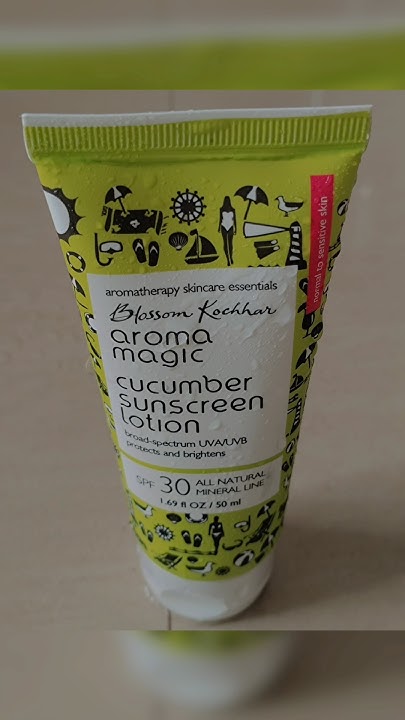 normal to sensitive skin
aromatherapy skincare essentials
Blossom Kochhar
aroma
magic
cucumber
sunscreen
lotion
broad-spectrum UVA/UVB
protects and brightens
SPF 30 ALL NATURAL
MINERAL LINE
1.69 fl OZ / 50 ml